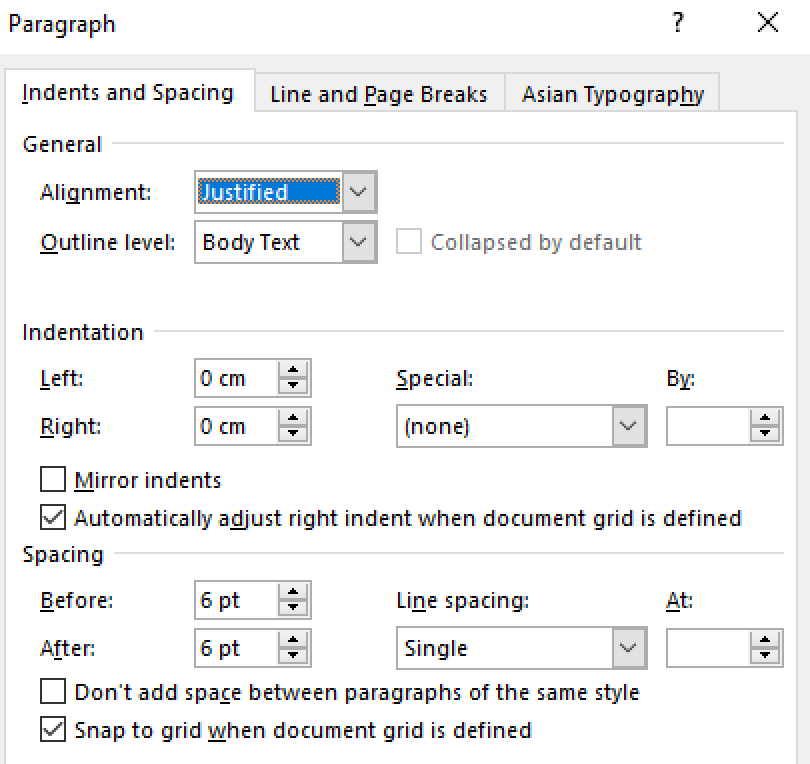 Paragraph ? ×
Indents and Spacing Line and Page Breaks Asian Typography
General
Alignment: Justified
Outline level: Body Text Collapsed by default
Indentation
Left: 0 cm Special: By:
Right: 0 cm (none)
Mirror indents
Automatically adjust right indent when document grid is defined
Spacing
Before: 6 pt Line spacing: At:
After: 6 pt Single
Don't add space between paragraphs of the same style
Snap to grid when document grid is defined